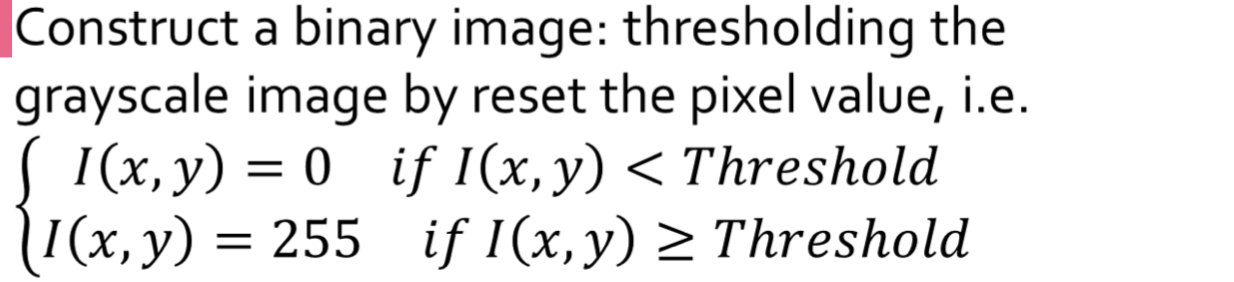 Construct a binary image: thresholding the
grayscale image by reset the pixel value, i.e.
{ I(x, y) = 0 if I(x, y) < Threshold
I(x, y) = 255 if I(x, y) ≥ Threshold